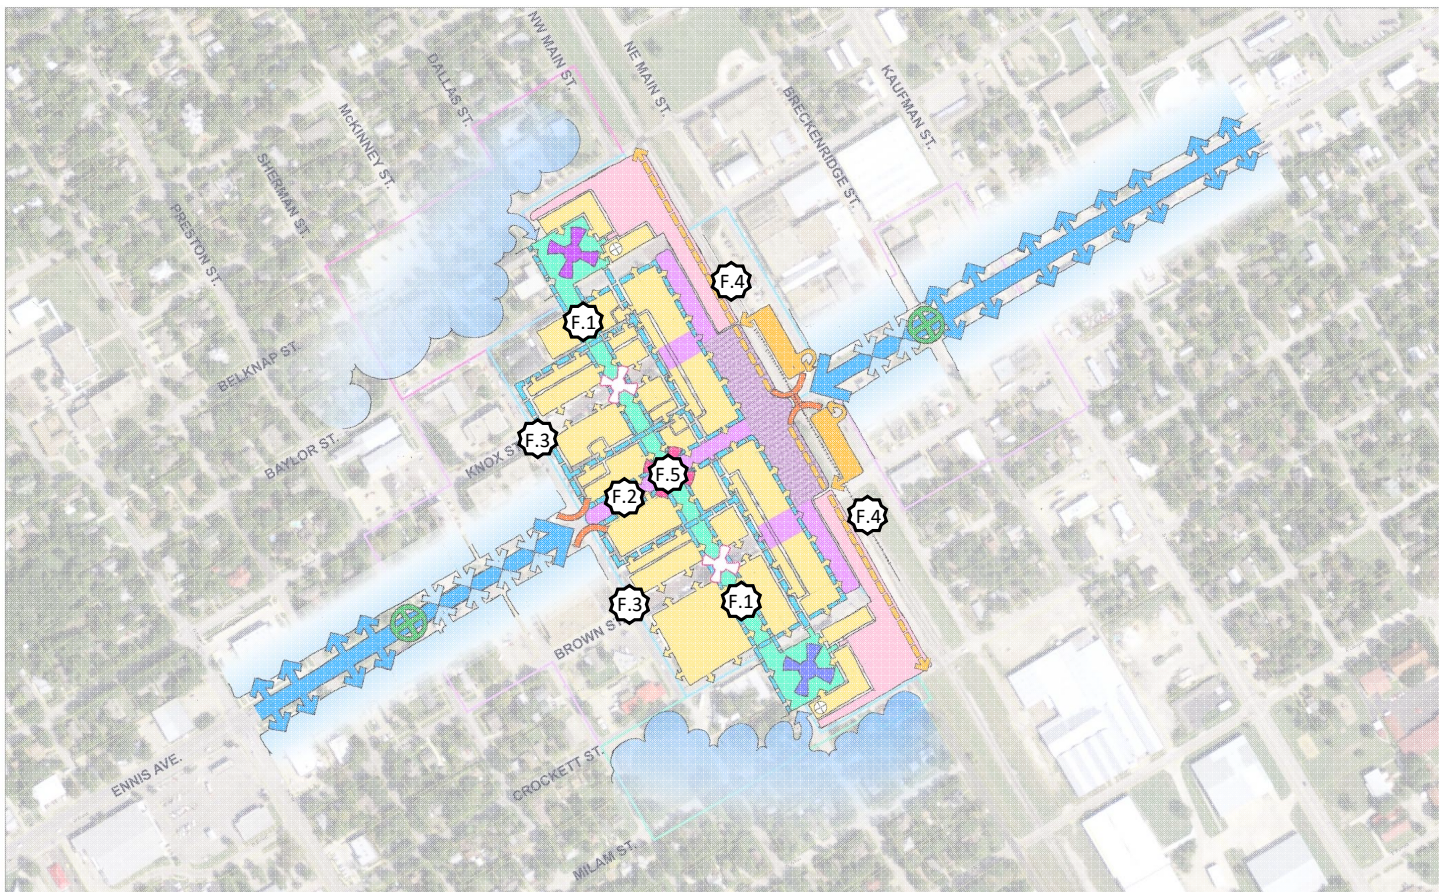 NW MAIN ST.
NE MAIN ST.
DALLAS ST.
KAUFMAN ST.
BRECKENRIDGE ST.
McKINNEY ST.
SHERMAN ST.
PRESTON ST.
F.4
F.1
BELKNAP ST.
F.3
KNOX ST
BAYLOR ST.
F.5
F.2
F.4
F.3
F.1
BROWN ST
ENNIS AVE.
CROCKETT ST.
MILAM ST.